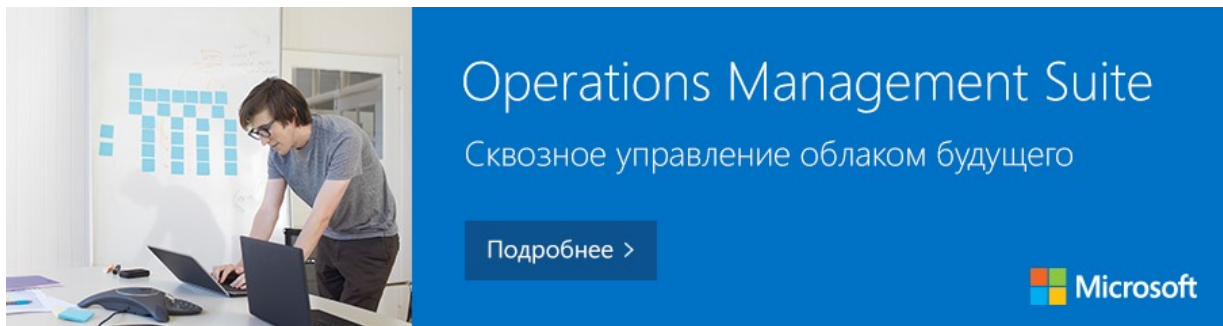 Operations Management Suite
Сквозное управление облаком будущего
Подробнее >
Microsoft